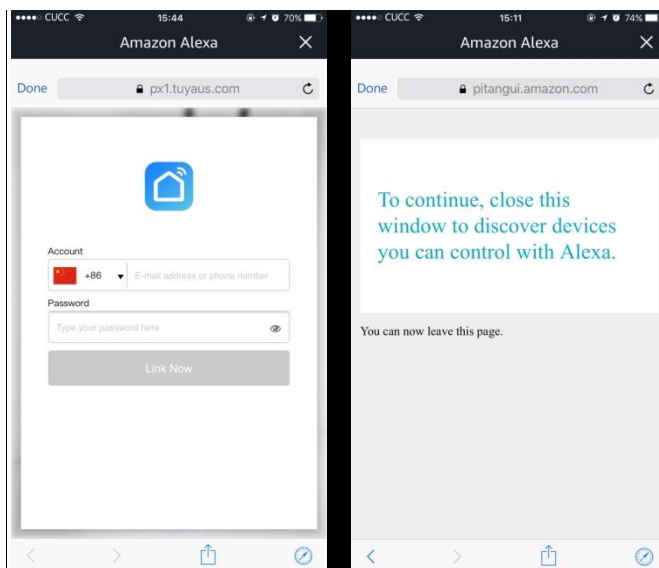 CUCC 15:44 70%
Amazon Alexa
Done px1.tuyaus.com
Account
+86 E-mail address or phone number
Password
Type your password here
Link Now
CUCC 15:11 74%
Amazon Alexa
Done pitangui.amazon.com
To continue, close this
window to discover devices
you can control with Alexa.
You can now leave this page.